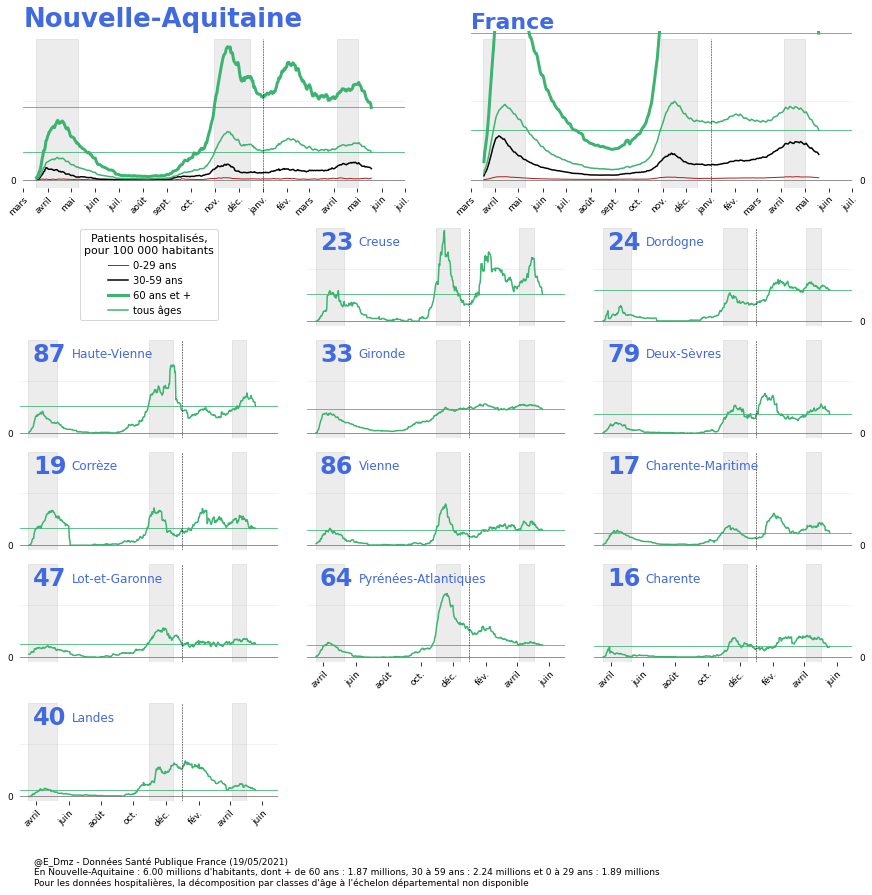 Nouvelle-Aquitaine
France
0
0
mars avril mai juin juil. août sept. oct. nov. déc. janv. fév. mars avril mai juin juil.
mars avril mai juin juil. août sept. oct. nov. déc. janv. fév. mars avril mai juin juil.
Patients hospitalisés,
pour 100 000 habitants
0-29 ans
30-59 ans
60 ans et +
tous âges
23 Creuse
24 Dordogne
0
87 Haute-Vienne
33 Gironde
79 Deux-Sèvres
0
0
19 Corrèze
86 Vienne
17 Charente-Maritime
0
0
47 Lot-et-Garonne
64 Pyrénées-Atlantiques
16 Charente
0
0
avril juin août oct. déc. fév. avril juin
avril juin août oct. déc. fév. avril juin
40 Landes
0
avril juin août oct. déc. fév. avril juin
@E_Dmz - Données Santé Publique France (19/05/2021)
En Nouvelle-Aquitaine : 6.00 millions d'habitants, dont + de 60 ans : 1.87 millions, 30 à 59 ans : 2.24 millions et 0 à 29 ans : 1.89 millions
Pour les données hospitalières, la décomposition par classes d'âge à l'échelon départemental non disponible